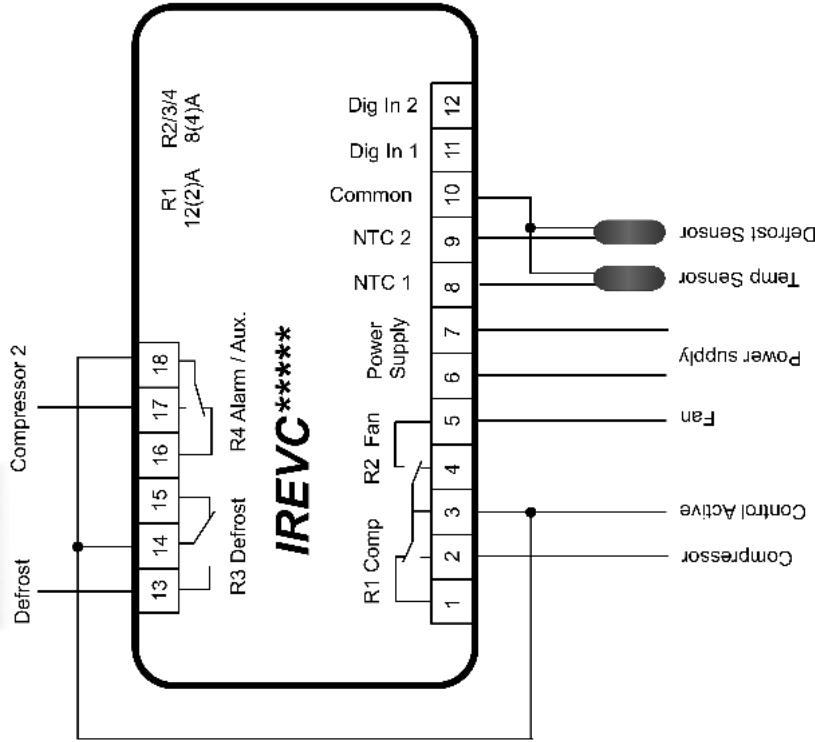 Compressor 2
Defrost
18
17
16
15
14
13
R4 Alarm / Aux.
R3 Defrost
R1
12(2)A
R2/3/4
8(4)A
IREVC*****
Dig In 2
Dig In 1
Common
NTC 2
NTC 1
Power
Supply
R2 Fan
R1 Comp
12
11
10
9
8
7
6
5
4
3
2
1
Defrost Sensor
Temp Sensor
Power supply
Fan
Control Active
Compressor